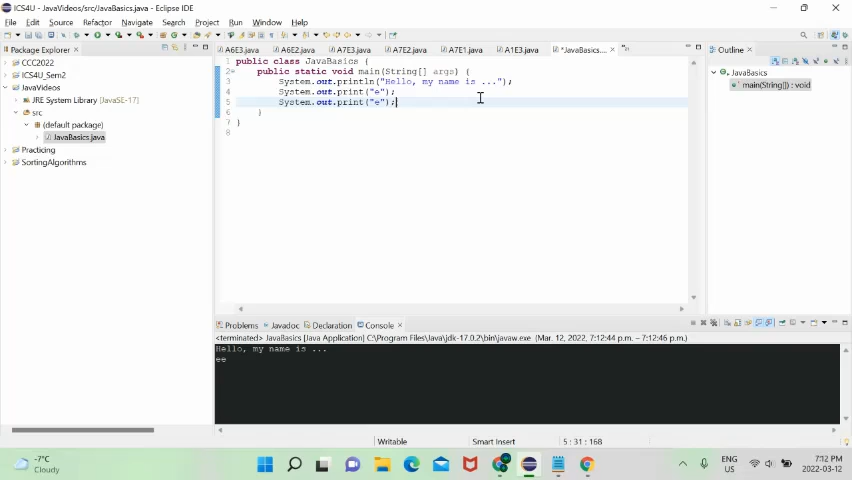 ICS4U - JavaVideos/src/JavaBasics.java - Eclipse IDE
File Edit Source Refactor Navigate Search Project Run Window Help
Package Explorer
CCC2022
ICS4U_Sem2
JavaVideos
JRE System Library [JavaSE-17]
src
(default package)
JavaBasics.java
Practicing
SortingAlgorithms
A6E3.java A6E2.java A7E3.java A7E2.java A7E1.java A1E3.java *JavaBasics....
1 public class JavaBasics {
2 public static void main(String[] args) {
3 System.out.println("Hello, my name is ...");
4 System.out.print("e");
5 System.out.print("e");
6 }
7 }
8
Outline
JavaBasics
main(String[]) : void
Problems Javadoc Declaration Console
<terminated> JavaBasics [Java Application] C:\Program Files\Java\jdk-17.0.2\bin\javaw.exe (Mar. 12, 2022, 7:12:44 p.m. – 7:12:46 p.m.)
Hello, my name is ...
ee
Writable Smart Insert 5 : 31 : 168
-7°C
Cloudy
ENG
US
7:12 PM
2022-03-12